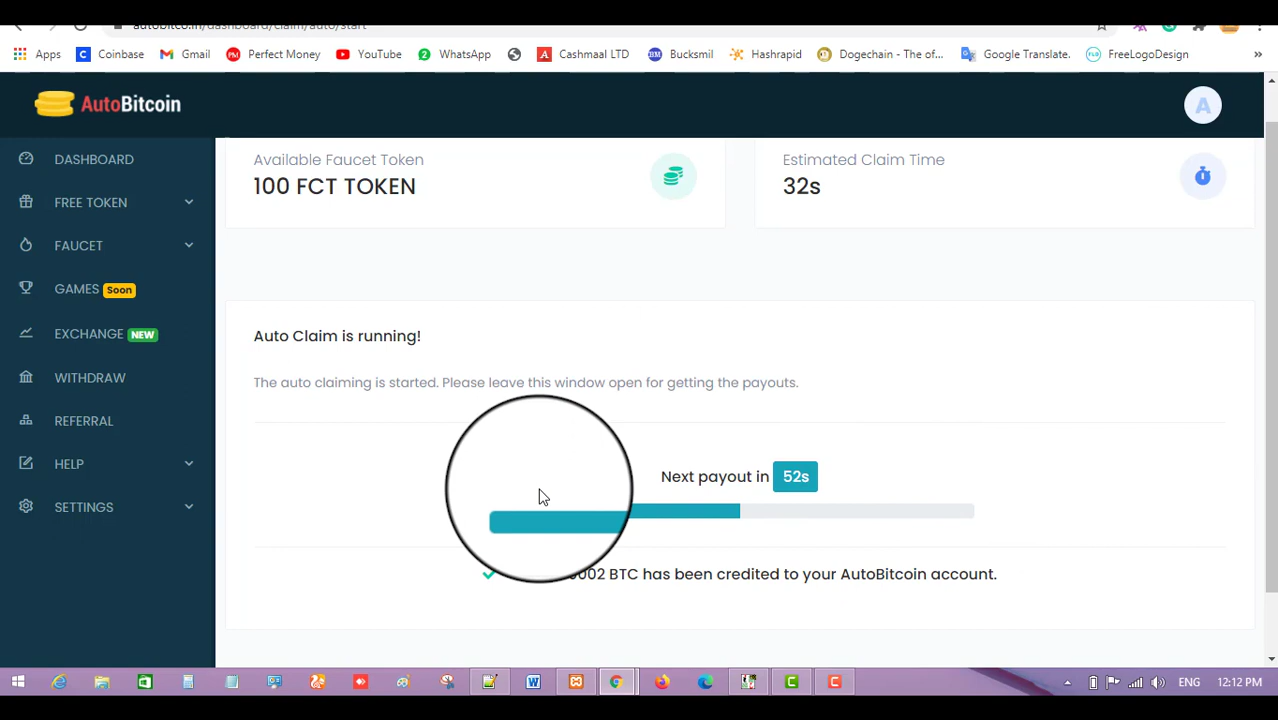 Apps Coinbase Gmail Perfect Money YouTube 2 WhatsApp A Cashmaal LTD BM Bucksmil Hashrapid Dogechain - The of... Google Translate. FLD FreeLogoDesign »
AutoBitcoin A
DASHBOARD
FREE TOKEN
FAUCET
GAMES Soon
EXCHANGE NEW
WITHDRAW
REFERRAL
HELP
SETTINGS
Available Faucet Token
100 FCT TOKEN
Estimated Claim Time
32s
Auto Claim is running!
The auto claiming is started. Please leave this window open for getting the payouts.
Next payout in 52s
BTC has been credited to your AutoBitcoin account.
ENG 12:12 PM